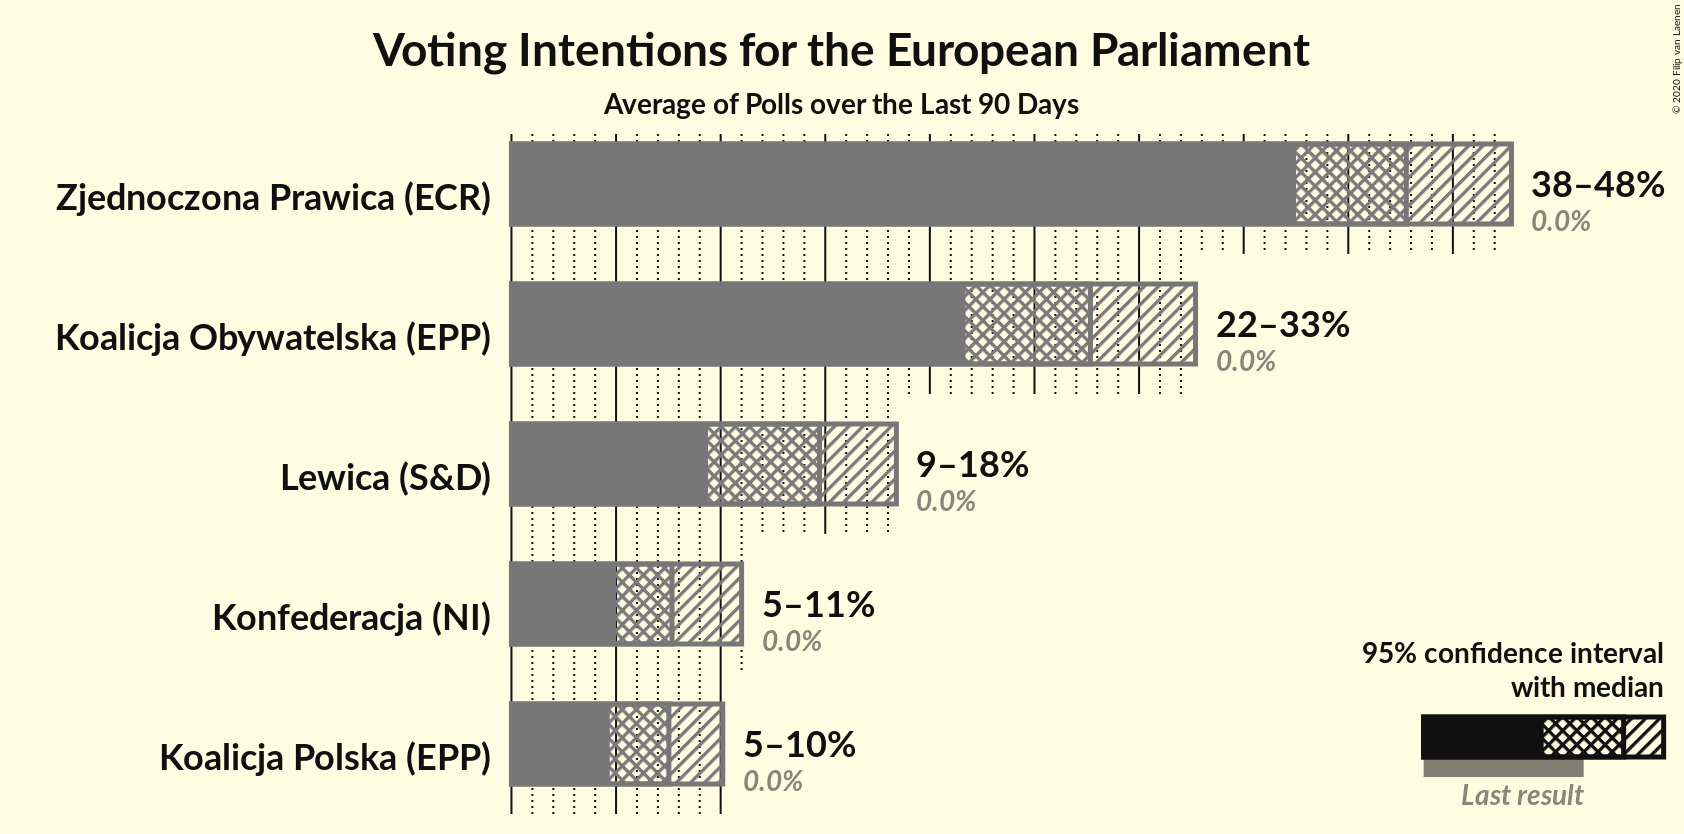 Voting Intentions for the European Parliament
Average of Polls over the Last 90 Days
© 2020 Filip van Laenen
Zjednoczona Prawica (ECR)
38–48%
0.0%
Koalicja Obywatelska (EPP)
22–33%
0.0%
Lewica (S&D)
9–18%
0.0%
Konfederacja (NI)
5–11%
0.0%
Koalicja Polska (EPP)
5–10%
0.0%
95% confidence interval
with median
Last result